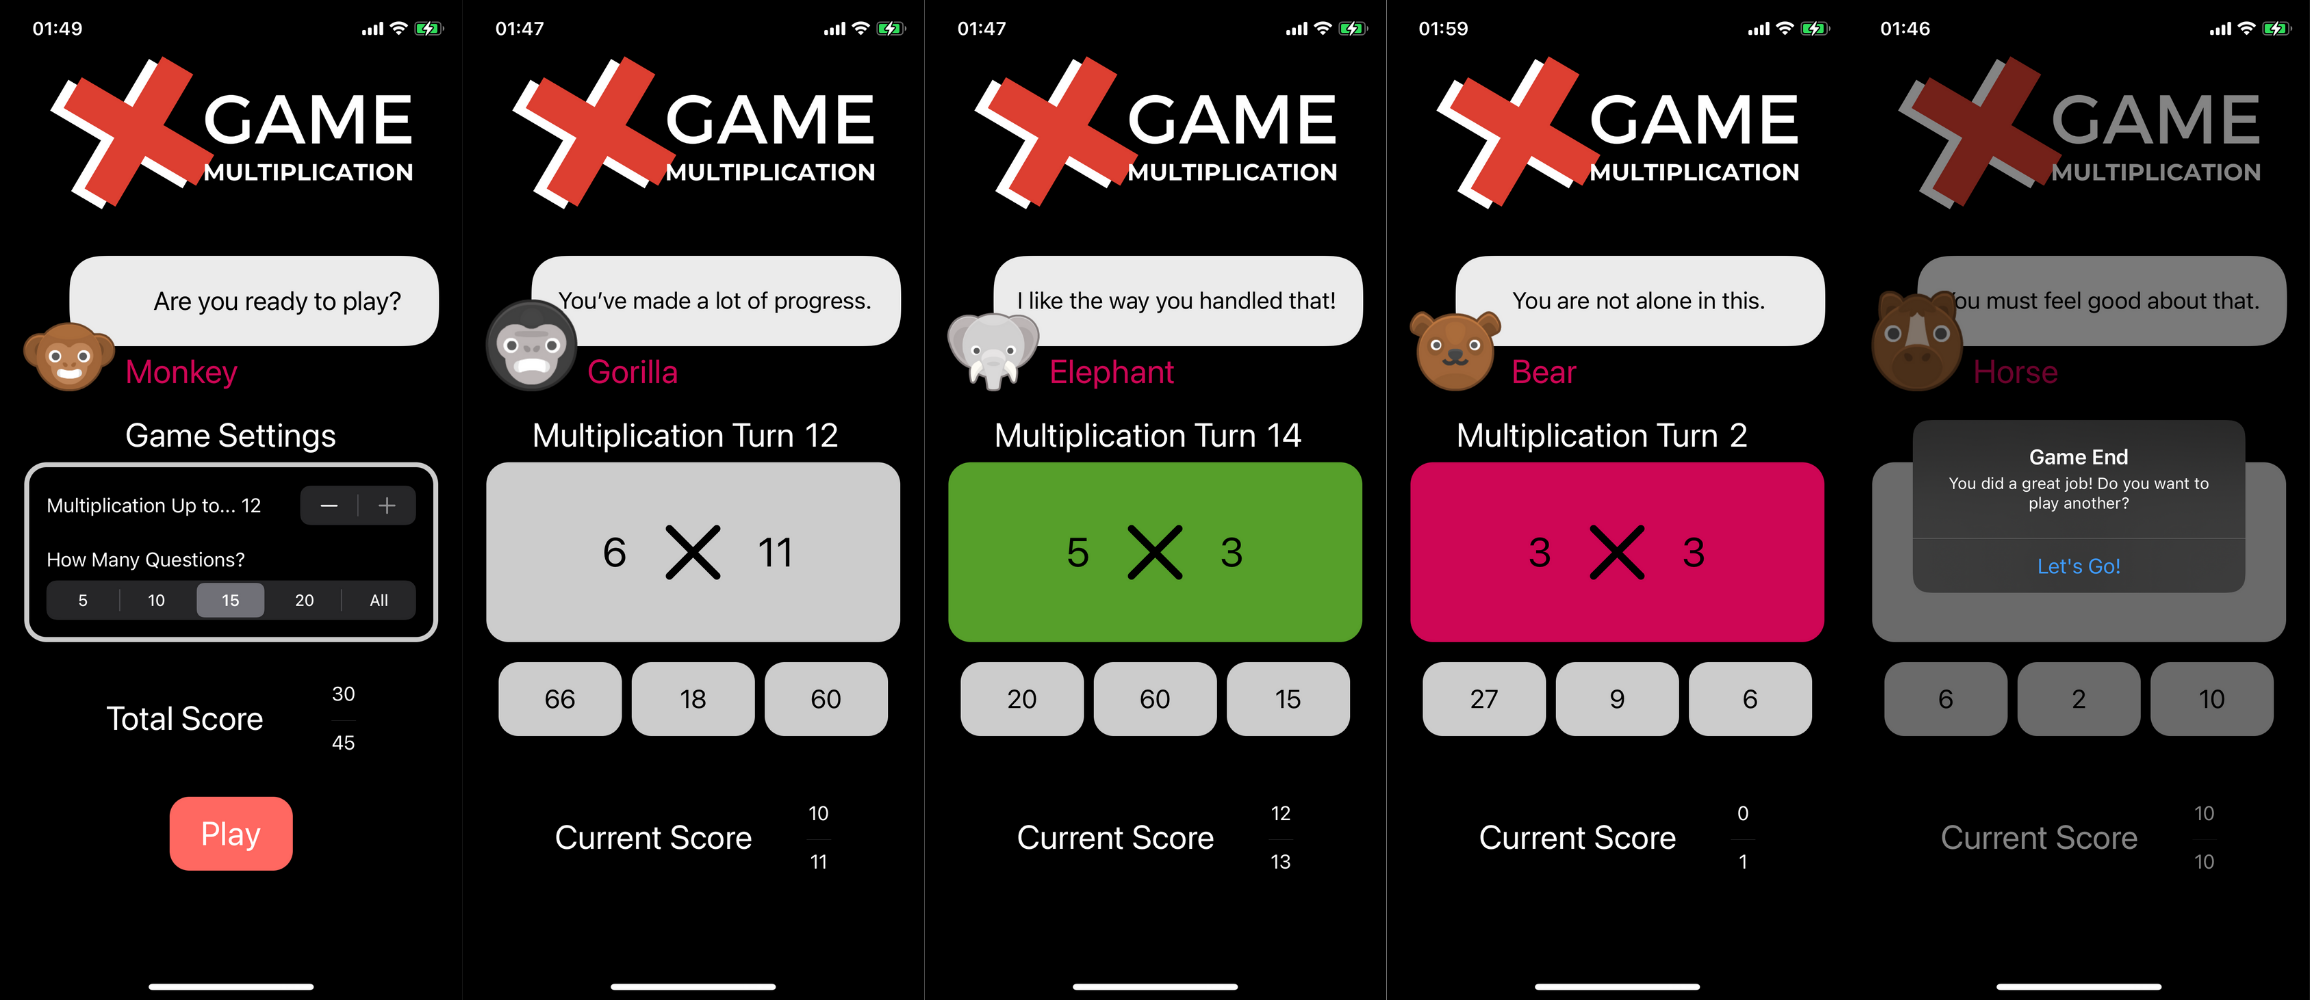 01:49
GAME
MULTIPLICATION
Are you ready to play?
Monkey
Game Settings
Multiplication Up to... 12
− +
How Many Questions?
5 10 15 20 All
Total Score
30
45
Play
01:47
GAME
MULTIPLICATION
You've made a lot of progress.
Gorilla
Multiplication Turn 12
6 × 11
66 18 60
Current Score
10
11
01:47
GAME
MULTIPLICATION
I like the way you handled that!
Elephant
Multiplication Turn 14
5 × 3
20 60 15
Current Score
12
13
01:59
GAME
MULTIPLICATION
You are not alone in this.
Bear
Multiplication Turn 2
3 × 3
27 9 6
Current Score
0
1
01:46
GAME
MULTIPLICATION
You must feel good about that.
Horse
Game End
You did a great job! Do you want to
play another?
Let's Go!
6 2 10
Current Score
10
10